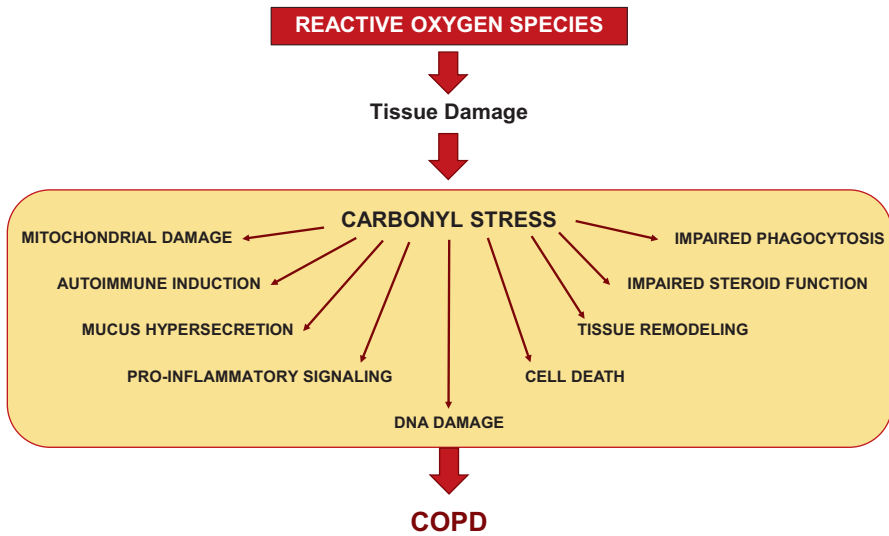 REACTIVE OXYGEN SPECIES
Tissue Damage
CARBONYL STRESS
MITOCHONDRIAL DAMAGE
IMPAIRED PHAGOCYTOSIS
AUTOIMMUNE INDUCTION
IMPAIRED STEROID FUNCTION
MUCUS HYPERSECRETION
TISSUE REMODELING
PRO-INFLAMMATORY SIGNALING
CELL DEATH
DNA DAMAGE
COPD